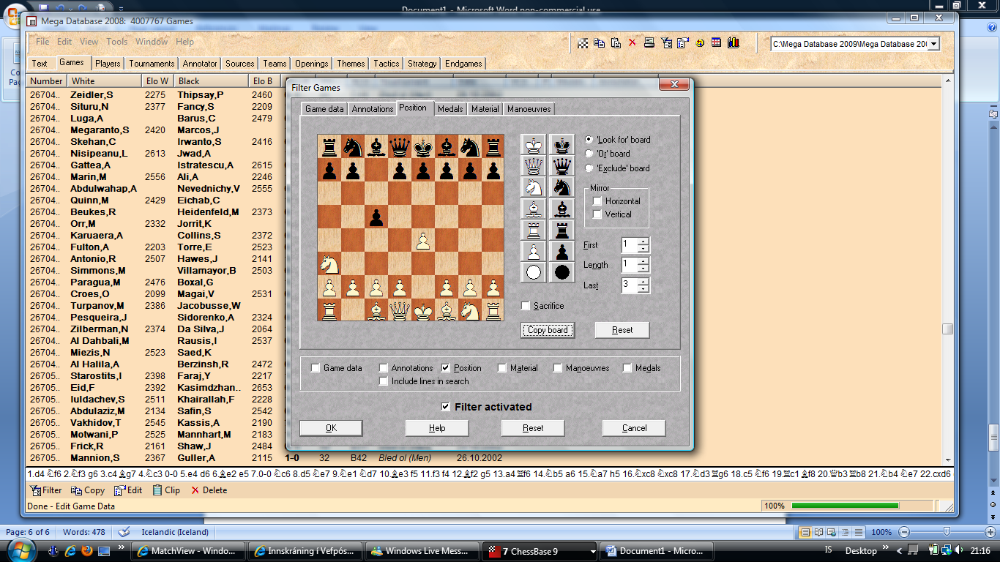 Document1 - Microsoft Word non-commercial use
Mega Database 2008: 4007767 Games
File Edit View Tools Window Help
C:\Mega Database 2009\Mega Database 200
Text Games Players Tournaments Annotator Sources Teams Openings Themes Tactics Strategy Endgames
Number White Elo W Black Elo B
26704.. Zeidler,S 2275 Thipsay,P 2460
26704.. Situru,N 2377 Fancy,S 2209
26704.. Luga,A Barus,C 2479
26704.. Megaranto,S 2420 Marcos,J
26704.. Skehan,C Irwanto,S 2416
26704.. Nisipeanu,L 2613 Jwad,A
26704.. Gattea,A Istratescu,A 2615
26704.. Marin,M 2556 Ali,A 2246
26704.. Abdulwahap,A Nevednichy,V 2555
26704.. Quinn,M 2429 Eichab,C
26704.. Beukes,R Heidenfeld,M 2373
26704.. Orr,M 2332 Jorrit,K
26704.. Karuaera,A Collins,S 2372
26704.. Fulton,A 2203 Torre,E 2523
26704.. Antonio,R 2507 Hawes,J 2141
26704.. Simmons,M Villamayor,B 2503
26704.. Paragua,M 2476 Boxal,G
26704.. Croes,O 2099 Magai,V 2531
26704.. Turpanov,M 2386 Jacobusse,W
26704.. Pesqueira,J Sidorenko,A 2324
26704.. Zilberman,N 2374 Da Silva,J 2064
26704.. Al Dahbali,M Rausis,I 2537
26704.. Miezis,N 2523 Saed,K
26704.. Al Halila,A Berzinsh,R 2472
26705.. Starostits,I 2398 Faraj,Y 2217
26705.. Eid,F 2392 Kasimdzhan.. 2653
26705.. Iuldachev,S 2511 Khairallah,F 2228
26705.. Abdulaziz,M 2134 Safin,S 2542
26705.. Vakhidov,T 2545 Kassis,A 2190
26705.. Motwani,P 2525 Mannhart,M 2183
26705.. Frick,R 2161 Shaw,J 2484
26705.. Mannion,S 2367 Guller,A 2115 1-0 32 B42 Bled ol (Men) 26.10.2002
Filter Games
Game data Annotations Position Medals Material Manoeuvres
'Look for' board
'Or' board
'Exclude' board
Mirror
Horizontal
Vertical
First 1
Length 1
Last 3
Sacrifice
Copy board Reset
Game data Annotations Position Material Manoeuvres Medals
Include lines in search
Filter activated
OK Help Reset Cancel
1.d4 ♘f6 2.♘f3 g6 3.c4 ♗g7 4.♘c3 0-0 5.e4 d6 6.♗e2 e5 7.0-0 ♘c6 8.d5 ♘e7 9.♘e1 ♘d7 10.♗e3 f5 11.f3 f4 12.♗f2 g5 13.a4 ♖f6 14.♘b5 a6 15.♘a7 h5 16.♘xc8 ♘xc8 17.♘d3 ♖g6 18.c5 ♘f6 19.♖c1 ♗f8 20.♕b3 ♖b8 21.♘b4 ♘e7 22.cxd6
Filter Copy Edit Clip Delete
Done - Edit Game Data 100%
Page: 6 of 6 Words: 478 Icelandic (Iceland) 100%
MatchView - Windo... Innskráning í Vefpós... Windows Live Mess... 7 ChessBase 9 Document1 - Micro... IS Desktop 21:16